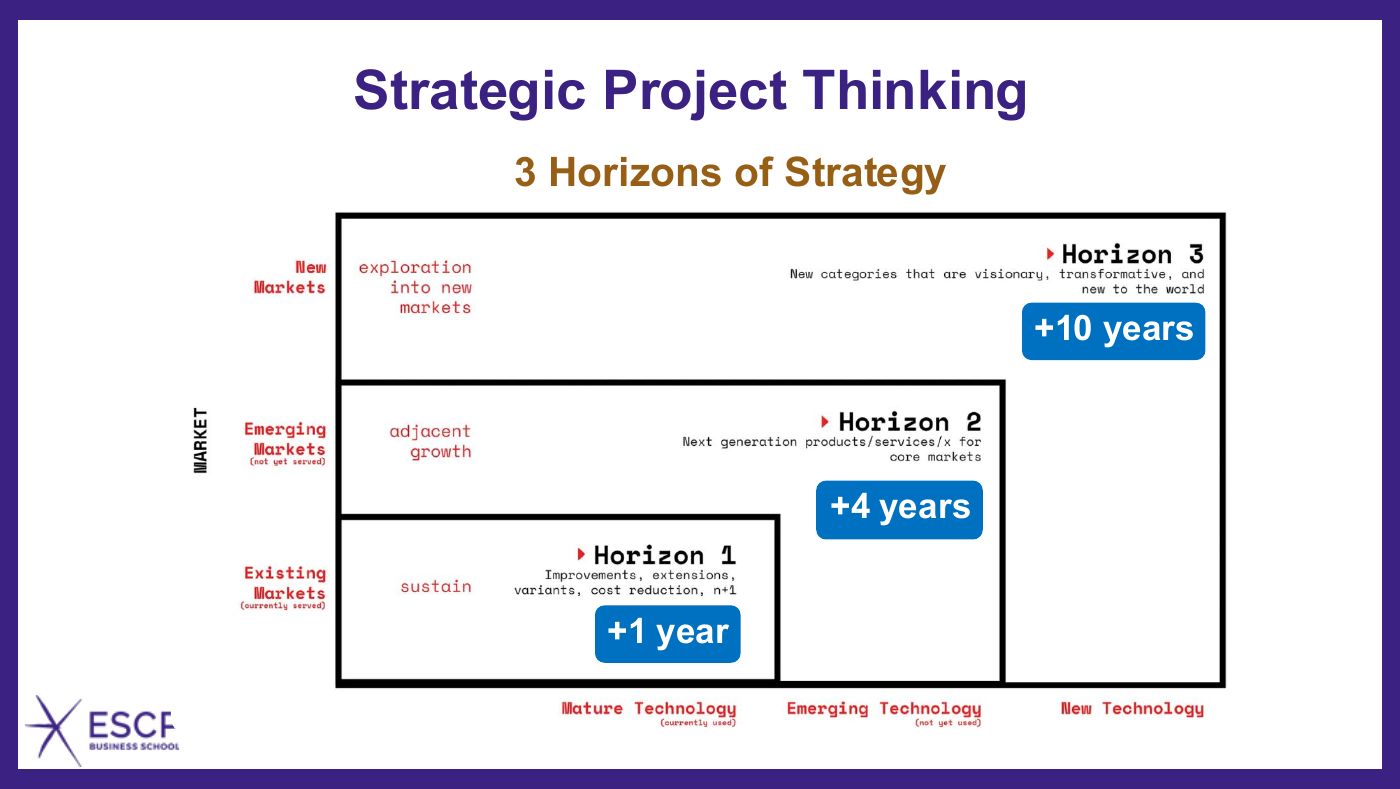 Strategic Project Thinking
3 Horizons of Strategy
New
Markets
exploration
into new
markets
Horizon 3
New categories that are visionary, transformative, and
new to the world
+10 years
MARKET
Emerging
Markets
(not yet served)
adjacent
growth
Horizon 2
Next generation products/services/x for
core markets
+4 years
Existing
Markets
(currently served)
sustain
Horizon 1
Improvements, extensions,
variants, cost reduction, n+1
+1 year
Mature Technology
(currently used)
Emerging Technology
(not yet used)
New Technology
ESCP
BUSINESS SCHOOL